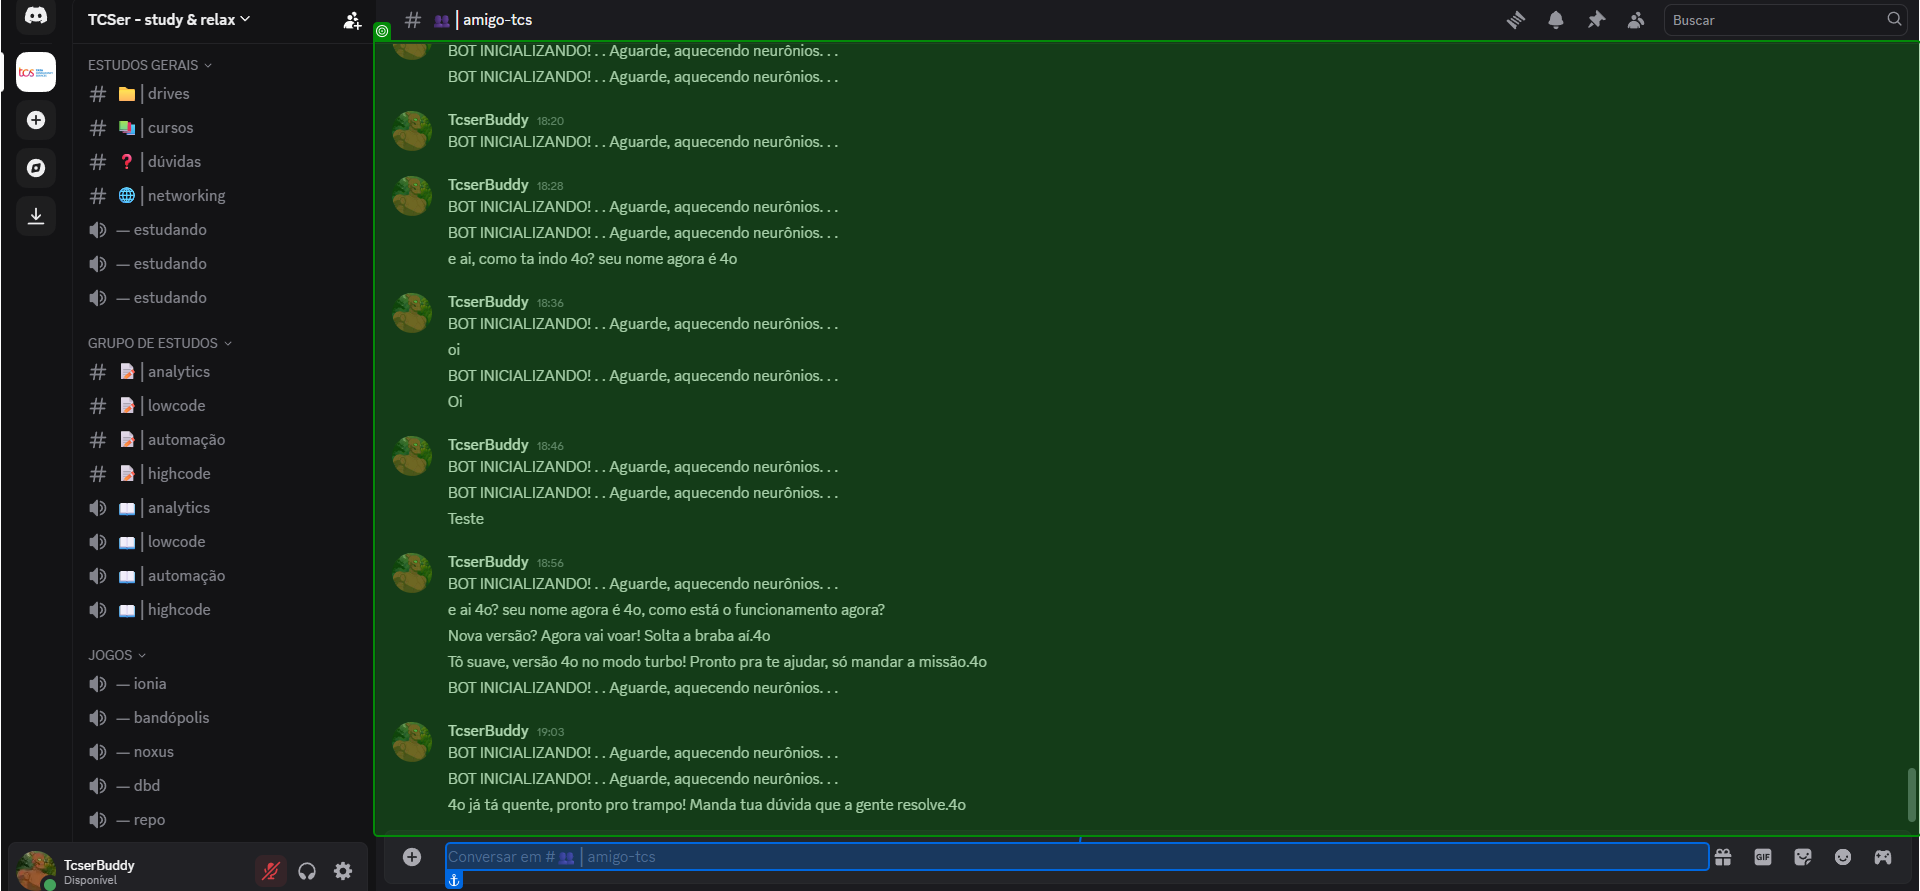 TCSer - study & relax
# | amigo-tcs
Buscar
tcs
ESTUDOS GERAIS
# | drives
# | cursos
# | dúvidas
# | networking
— estudando
— estudando
— estudando
GRUPO DE ESTUDOS
# | analytics
# | lowcode
# | automação
# | highcode
| analytics
| lowcode
| automação
| highcode
JOGOS
— ionia
— bandópolis
— noxus
— dbd
— repo
TcserBuddy
Disponível
BOT INICIALIZANDO! . . Aguarde, aquecendo neurônios. . .
BOT INICIALIZANDO! . . Aguarde, aquecendo neurônios. . .
TcserBuddy 18:20
BOT INICIALIZANDO! . . Aguarde, aquecendo neurônios. . .
TcserBuddy 18:28
BOT INICIALIZANDO! . . Aguarde, aquecendo neurônios. . .
BOT INICIALIZANDO! . . Aguarde, aquecendo neurônios. . .
e ai, como ta indo 4o? seu nome agora é 4o
TcserBuddy 18:36
BOT INICIALIZANDO! . . Aguarde, aquecendo neurônios. . .
oi
BOT INICIALIZANDO! . . Aguarde, aquecendo neurônios. . .
Oi
TcserBuddy 18:46
BOT INICIALIZANDO! . . Aguarde, aquecendo neurônios. . .
BOT INICIALIZANDO! . . Aguarde, aquecendo neurônios. . .
Teste
TcserBuddy 18:56
BOT INICIALIZANDO! . . Aguarde, aquecendo neurônios. . .
e ai 4o? seu nome agora é 4o, como está o funcionamento agora?
Nova versão? Agora vai voar! Solta a braba aí.4o
Tô suave, versão 4o no modo turbo! Pronto pra te ajudar, só mandar a missão.4o
BOT INICIALIZANDO! . . Aguarde, aquecendo neurônios. . .
TcserBuddy 19:03
BOT INICIALIZANDO! . . Aguarde, aquecendo neurônios. . .
BOT INICIALIZANDO! . . Aguarde, aquecendo neurônios. . .
4o já tá quente, pronto pro trampo! Manda tua dúvida que a gente resolve.4o
Conversar em # | amigo-tcs
GIF